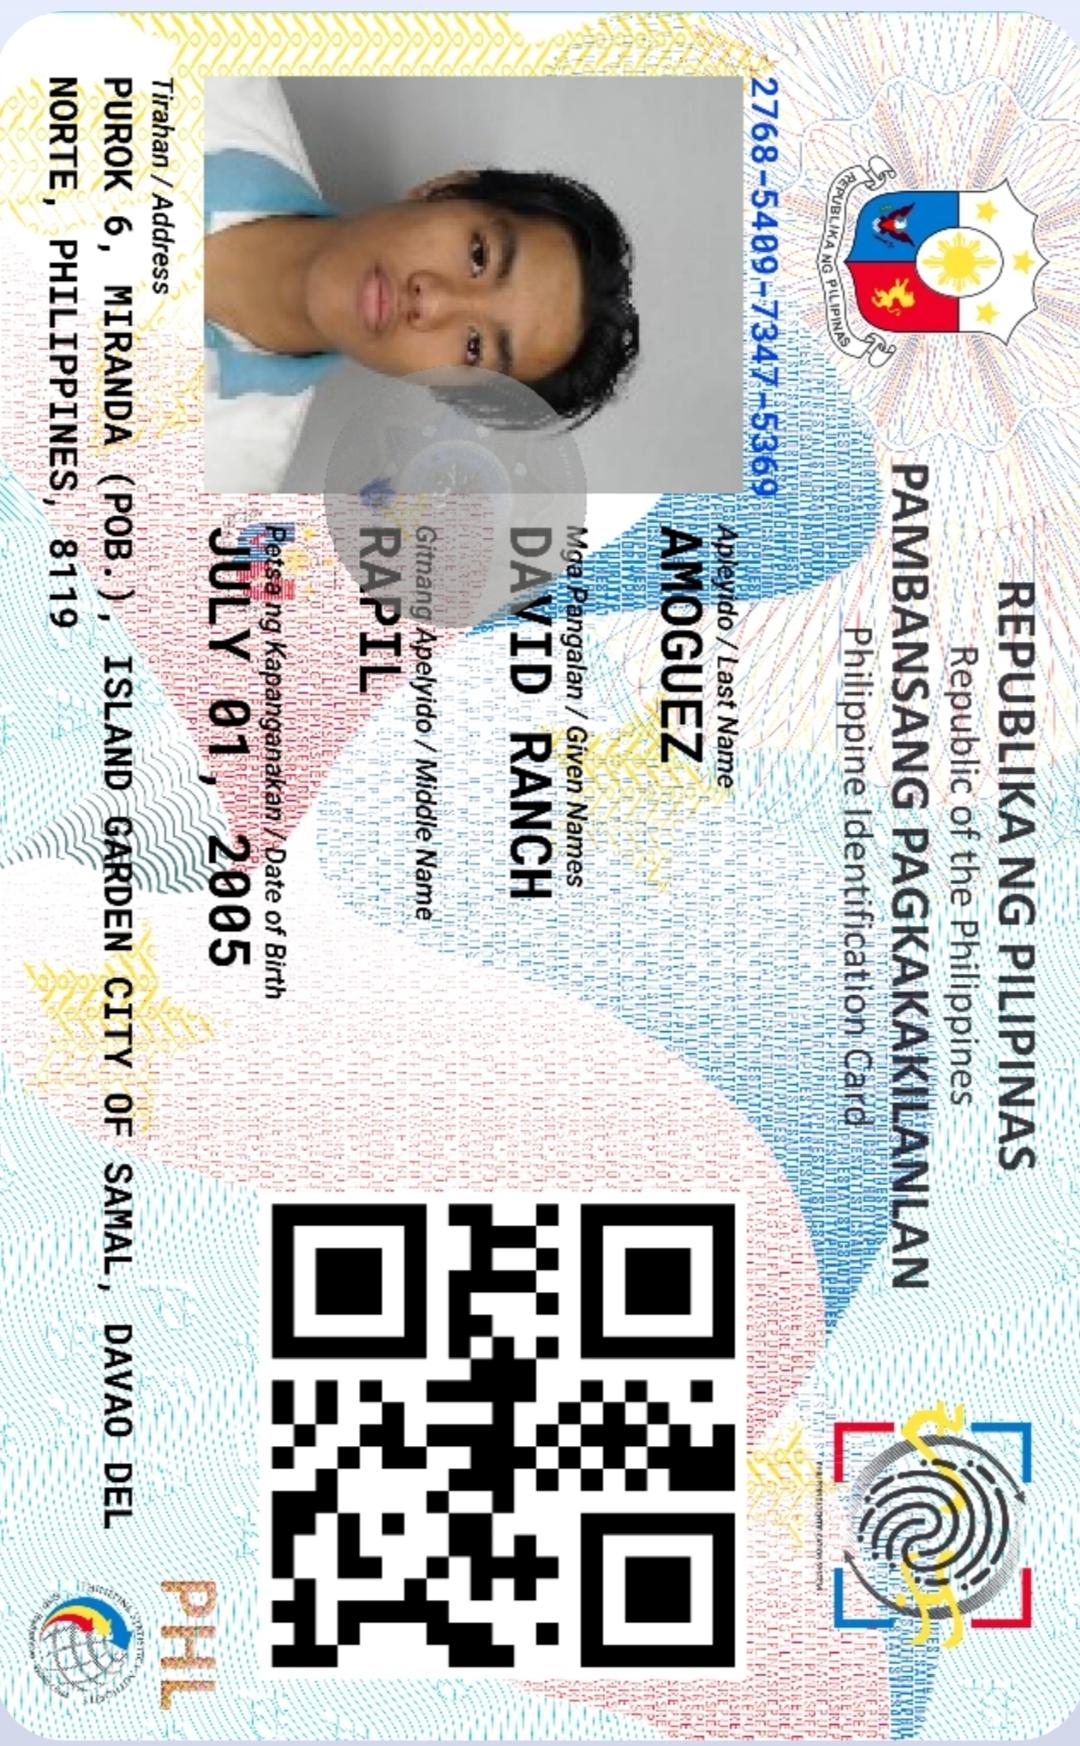 REPUBLIKA NG PILIPINAS
Republic of the Philippines
PAMBANSANG PAGKAKAKILANLAN
Philippine Identification Card
REPUBLIKA NG PILIPINAS
2768-5409-7347-5369
Apleyido / Last Name
AMOGUEZ
Mga Pangalan / Given Names
DAVID RANCH
Gitnang Apelyido / Middle Name
RAPIL
Petsa ng Kapanganakan / Date of Birth
JULY 01, 2005
Tirahan / Address
PUROK 6, MIRANDA (POB.), ISLAND GARDEN CITY OF SAMAL, DAVAO DEL
NORTE, PHILIPPINES, 8119
PHL